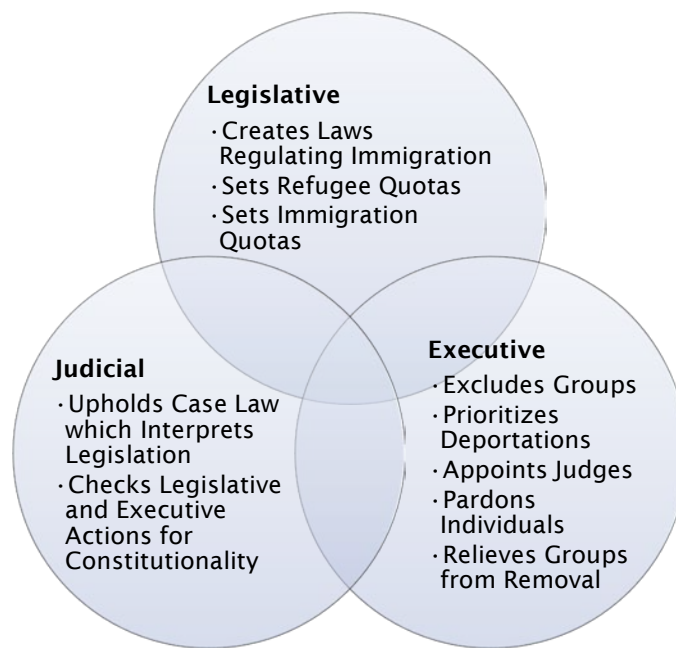 Legislative
·Creates Laws
Regulating Immigration
·Sets Refugee Quotas
·Sets Immigration
Quotas
Judicial
·Upholds Case Law
which Interprets
Legislation
·Checks Legislative
and Executive
Actions for
Constitutionality
Executive
·Excludes Groups
·Prioritizes
Deportations
·Appoints Judges
·Pardons
Individuals
·Relieves Groups
from Removal